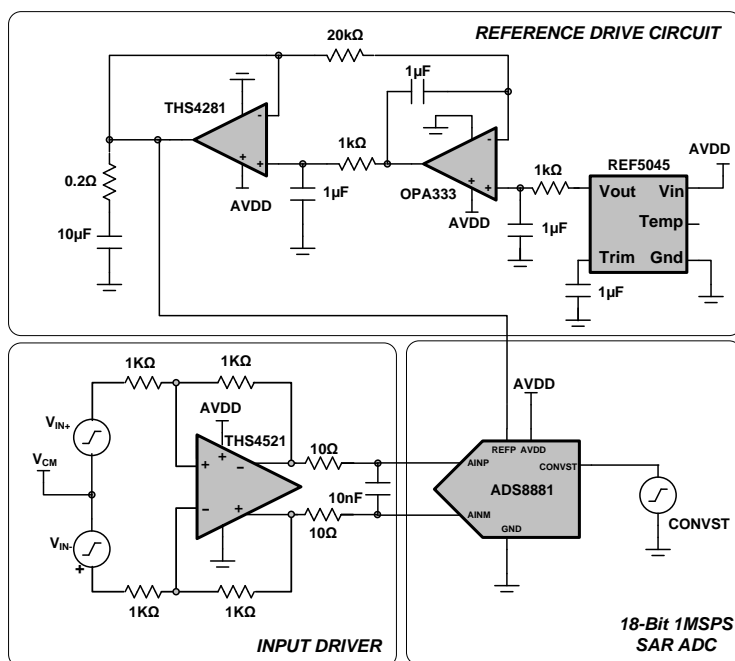 REFERENCE DRIVE CIRCUIT
20kΩ
1µF
THS4281
-
+
+
AVDD
1kΩ
1µF
0.2Ω
10µF
-
+
+
OPA333
AVDD
1kΩ
1µF
REF5045
AVDD
Vout
Vin
Temp
Trim
Gnd
1µF
1KΩ
1KΩ
VIN+
VCM
VIN-
+
AVDD
THS4521
+
+
−
−
+
10Ω
10nF
10Ω
1KΩ
1KΩ
INPUT DRIVER
AVDD
REFP
AVDD
CONVST
AINP
ADS8881
AINM
GND
CONVST
18-Bit 1MSPS
SAR ADC